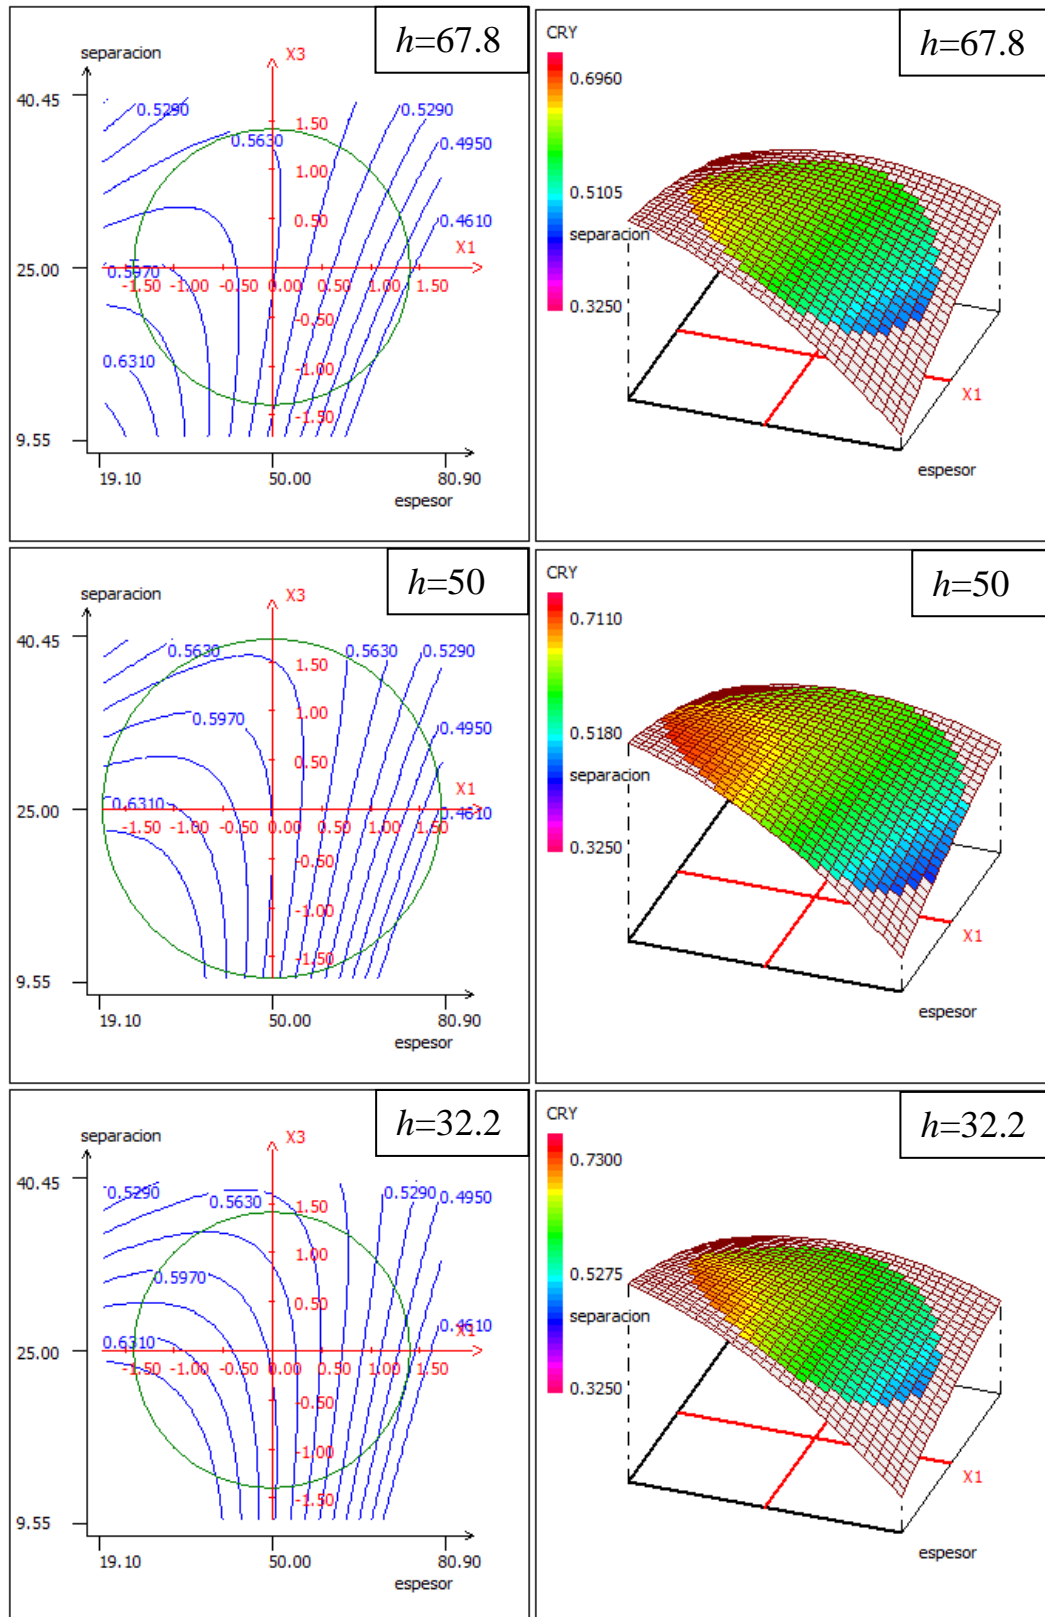 h=67.8
separacion
X3
40.45
0.5290
0.5290
1.50
0.5630
0.4950
1.00
0.50
0.4610
X1
25.00
0.5970
-1.50 -1.00 -0.50 0.00 0.50 1.00 1.50
-0.50
0.6310
-1.00
-1.50
9.55
19.10
50.00
80.90
espesor
h=67.8
CRY
0.6960
0.5105
separacion
0.3250
X1
espesor
h=50
separacion
X3
40.45
0.5630
0.5630
0.5290
1.50
0.5970
1.00
0.4950
0.50
0.6310
X1
25.00
0.4610
-1.50 -1.00 -0.50 0.00 0.50 1.00 1.50
-0.50
-1.00
-1.50
9.55
19.10
50.00
80.90
espesor
h=50
CRY
0.7110
0.5180
separacion
0.3250
X1
espesor
h=32.2
separacion
X3
40.45
0.5290
0.5630
0.5290
0.4950
1.50
1.00
0.5970
0.50
0.6310
0.4610
X1
25.00
-1.50 -1.00 -0.50 0.00 0.50 1.00 1.50
-0.50
-1.00
-1.50
9.55
19.10
50.00
80.90
espesor
h=32.2
CRY
0.7300
0.5275
separacion
0.3250
X1
espesor